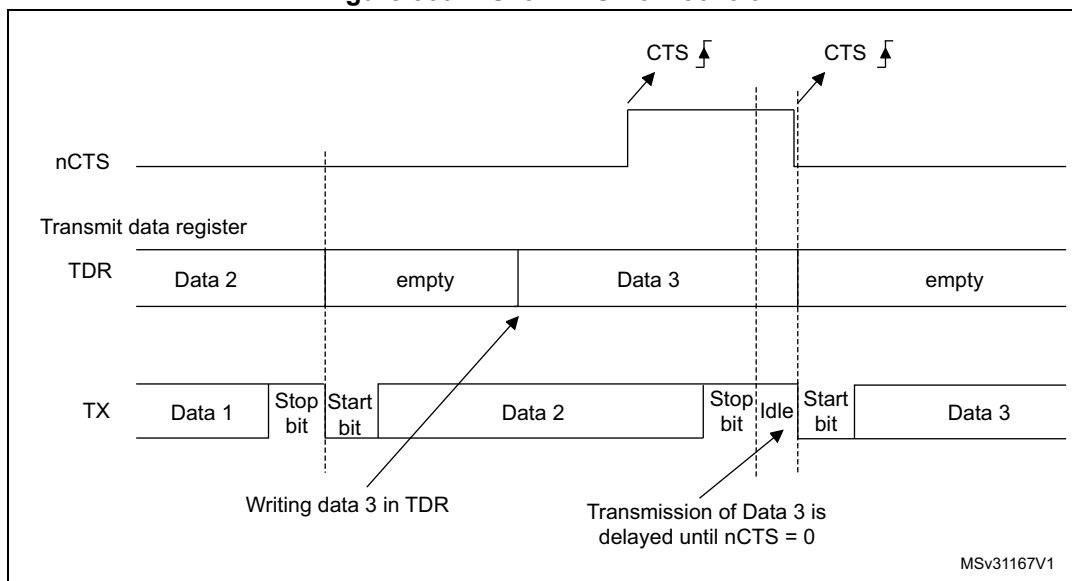 CTS
CTS
nCTS
Transmit data register
TDR
Data 2
empty
Data 3
empty
TX
Data 1
Stop
bit
Start
bit
Data 2
Stop
bit
Idle
Start
bit
Data 3
Writing data 3 in TDR
Transmission of Data 3 is
delayed until nCTS = 0
MSv31167V1